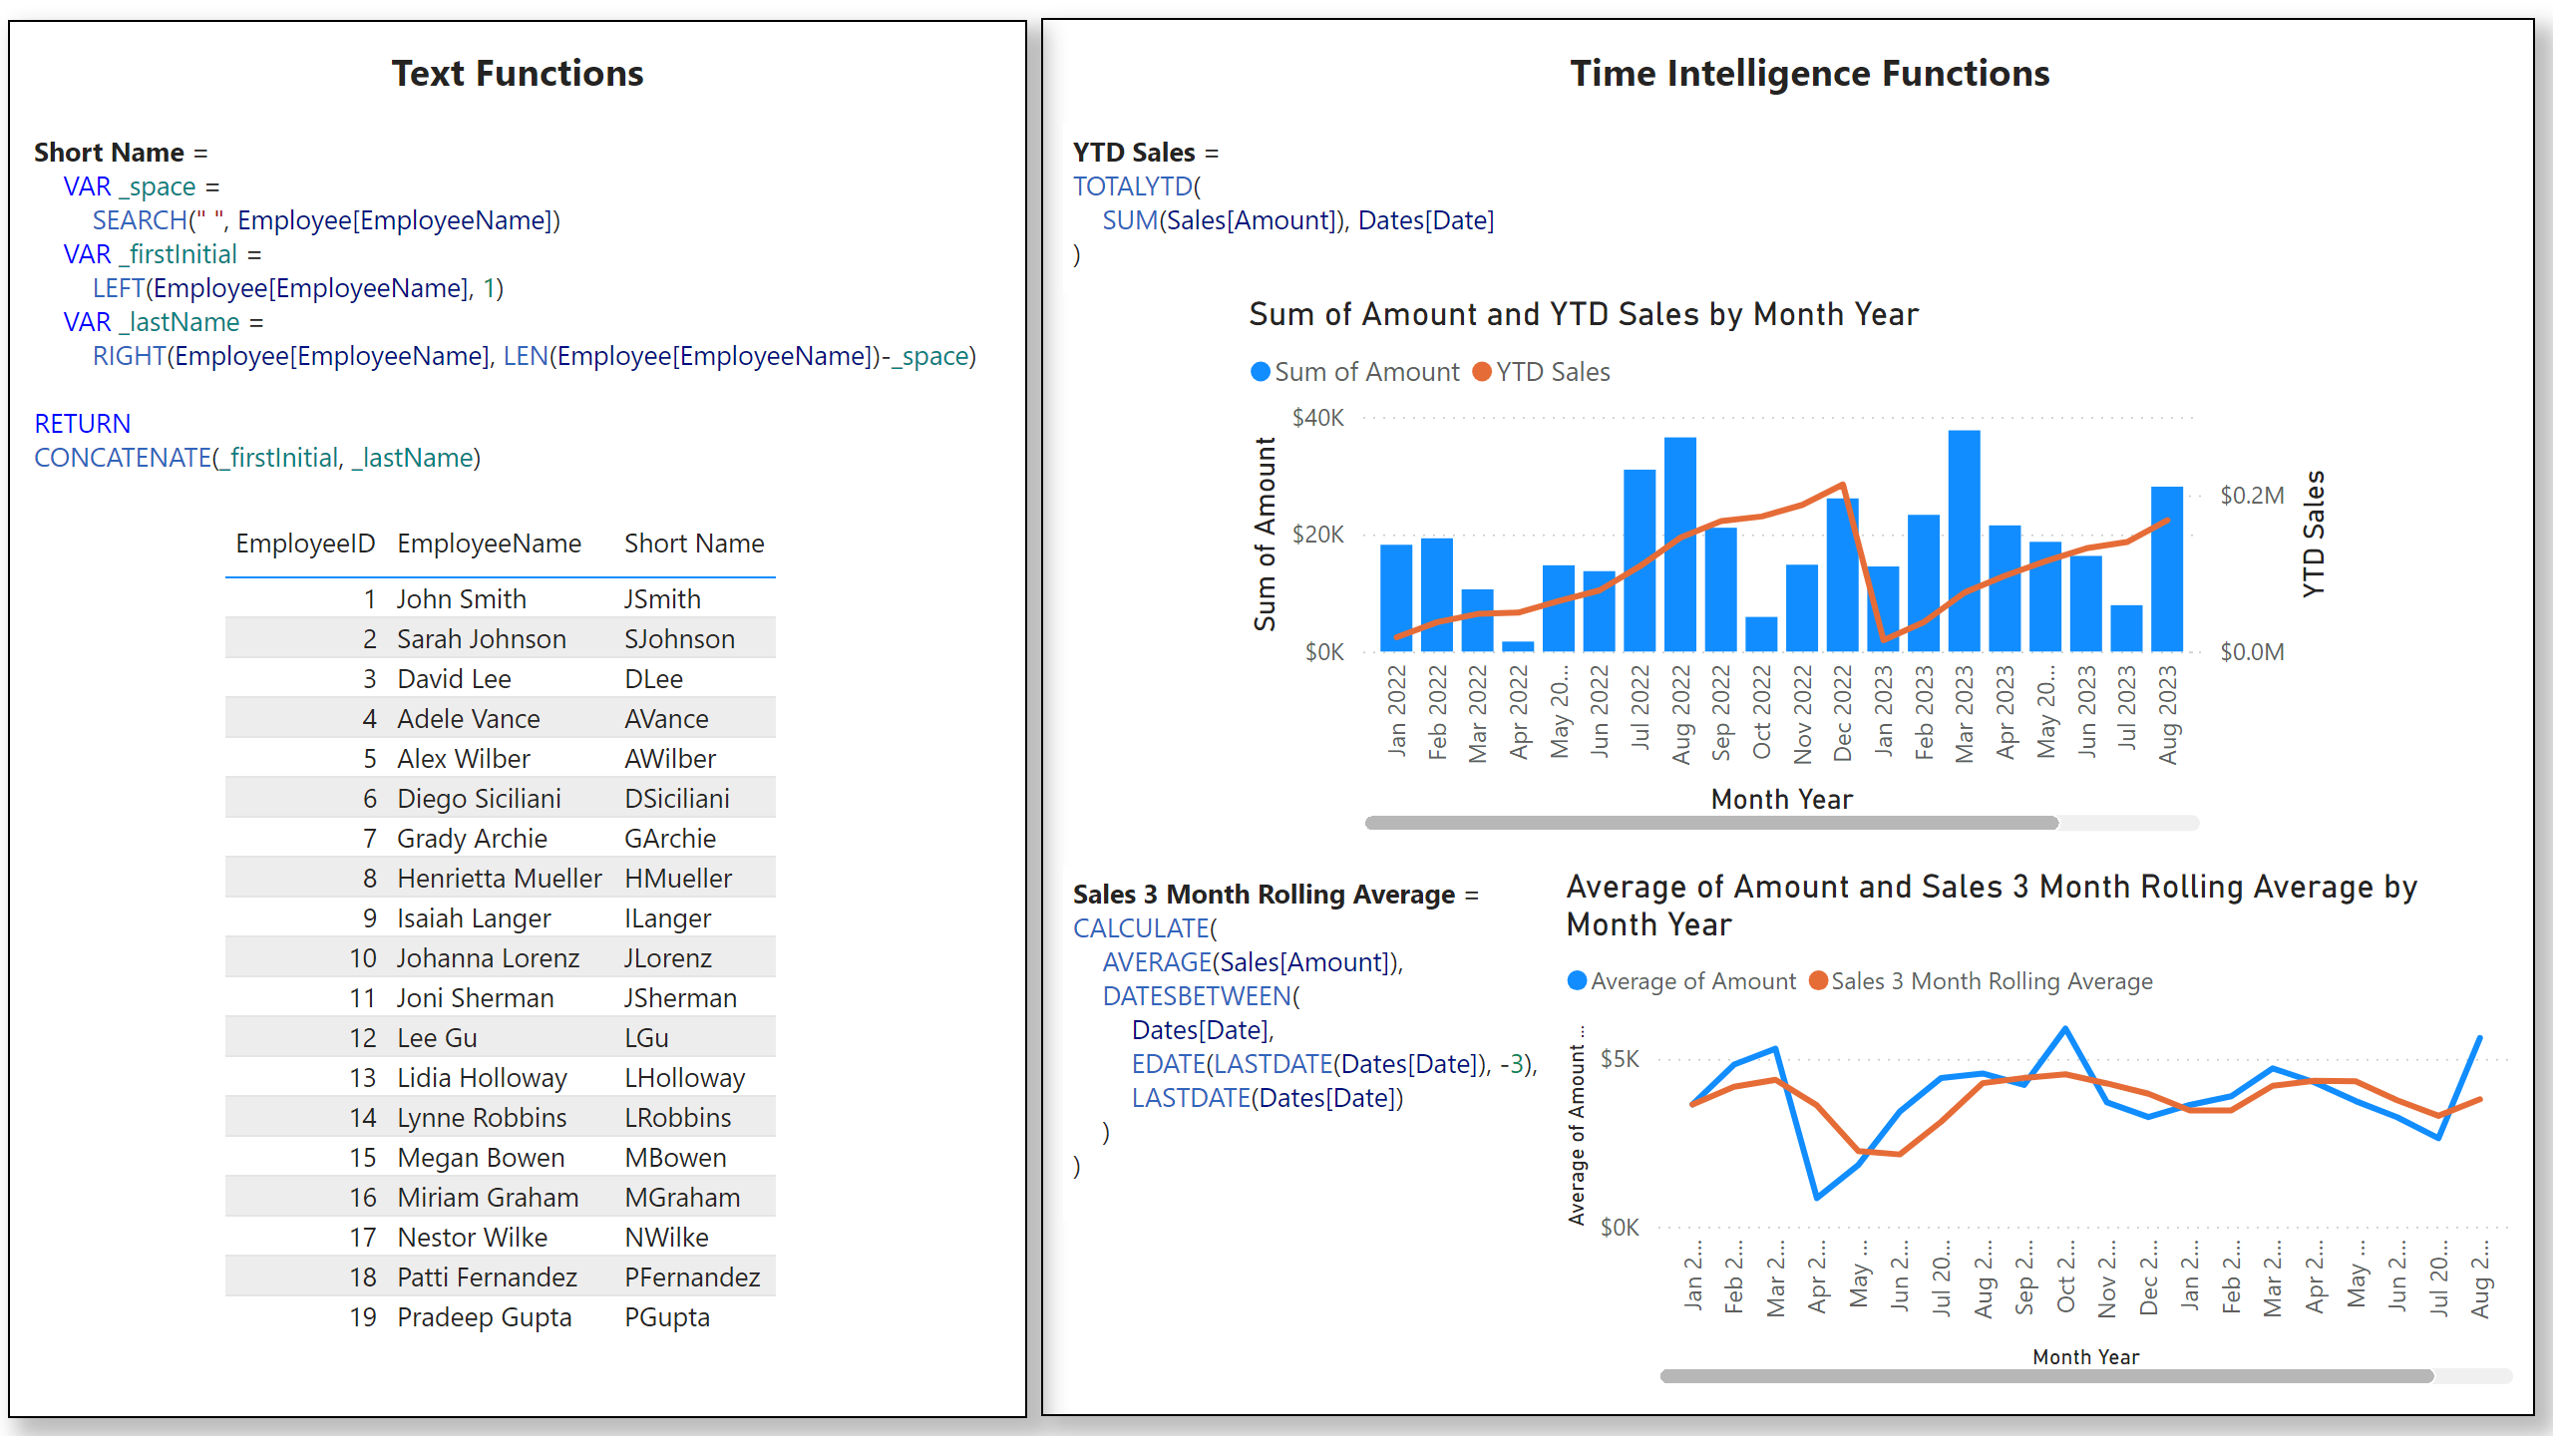 Text Functions
Short Name =
VAR _space =
SEARCH(" ", Employee[EmployeeName])
VAR _firstInitial =
LEFT(Employee[EmployeeName], 1)
VAR _lastName =
RIGHT(Employee[EmployeeName], LEN(Employee[EmployeeName])-_space)
RETURN
CONCATENATE(_firstInitial, _lastName)
EmployeeID EmployeeName Short Name
1 John Smith JSmith
2 Sarah Johnson SJohnson
3 David Lee DLee
4 Adele Vance AVance
5 Alex Wilber AWilber
6 Diego Siciliani DSiciliani
7 Grady Archie GArchie
8 Henrietta Mueller HMueller
9 Isaiah Langer ILanger
10 Johanna Lorenz JLorenz
11 Joni Sherman JSherman
12 Lee Gu LGu
13 Lidia Holloway LHolloway
14 Lynne Robbins LRobbins
15 Megan Bowen MBowen
16 Miriam Graham MGraham
17 Nestor Wilke NWilke
18 Patti Fernandez PFernandez
19 Pradeep Gupta PGupta
Time Intelligence Functions
YTD Sales =
TOTALYTD(
SUM(Sales[Amount]), Dates[Date]
)
Sum of Amount and YTD Sales by Month Year
Sum of Amount YTD Sales
Sum of Amount
$40K
$20K
$0K
$0.2M
$0.0M
YTD Sales
Jan 2022
Feb 2022
Mar 2022
Apr 2022
May 20...
Jun 2022
Jul 2022
Aug 2022
Sep 2022
Oct 2022
Nov 2022
Dec 2022
Jan 2023
Feb 2023
Mar 2023
Apr 2023
May 20...
Jun 2023
Jul 2023
Aug 2023
Month Year
Sales 3 Month Rolling Average =
CALCULATE(
AVERAGE(Sales[Amount]),
DATESBETWEEN(
Dates[Date],
EDATE(LASTDATE(Dates[Date]), -3),
LASTDATE(Dates[Date])
)
)
Average of Amount and Sales 3 Month Rolling Average by
Month Year
Average of Amount Sales 3 Month Rolling Average
Average of Amount ...
$5K
$0K
Jan 2...
Feb 2...
Mar 2...
Apr 2...
May ...
Jun 2...
Jul 20...
Aug 2...
Sep 2...
Oct 2...
Nov 2...
Dec 2...
Jan 2...
Feb 2...
Mar 2...
Apr 2...
May ...
Jun 2...
Jul 20...
Aug 2...
Month Year